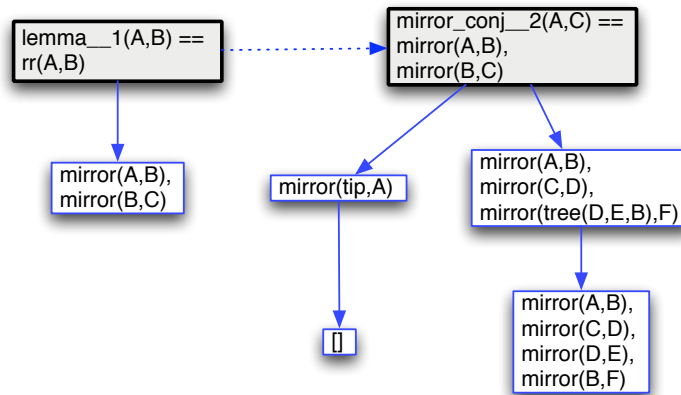 lemma__1(A,B) ==
rr(A,B)
mirror_conj__2(A,C) ==
mirror(A,B),
mirror(B,C)
mirror(A,B),
mirror(B,C)
mirror(tip,A)
mirror(A,B),
mirror(C,D),
mirror(tree(D,E,B),F)
[]
mirror(A,B),
mirror(C,D),
mirror(D,E),
mirror(B,F)